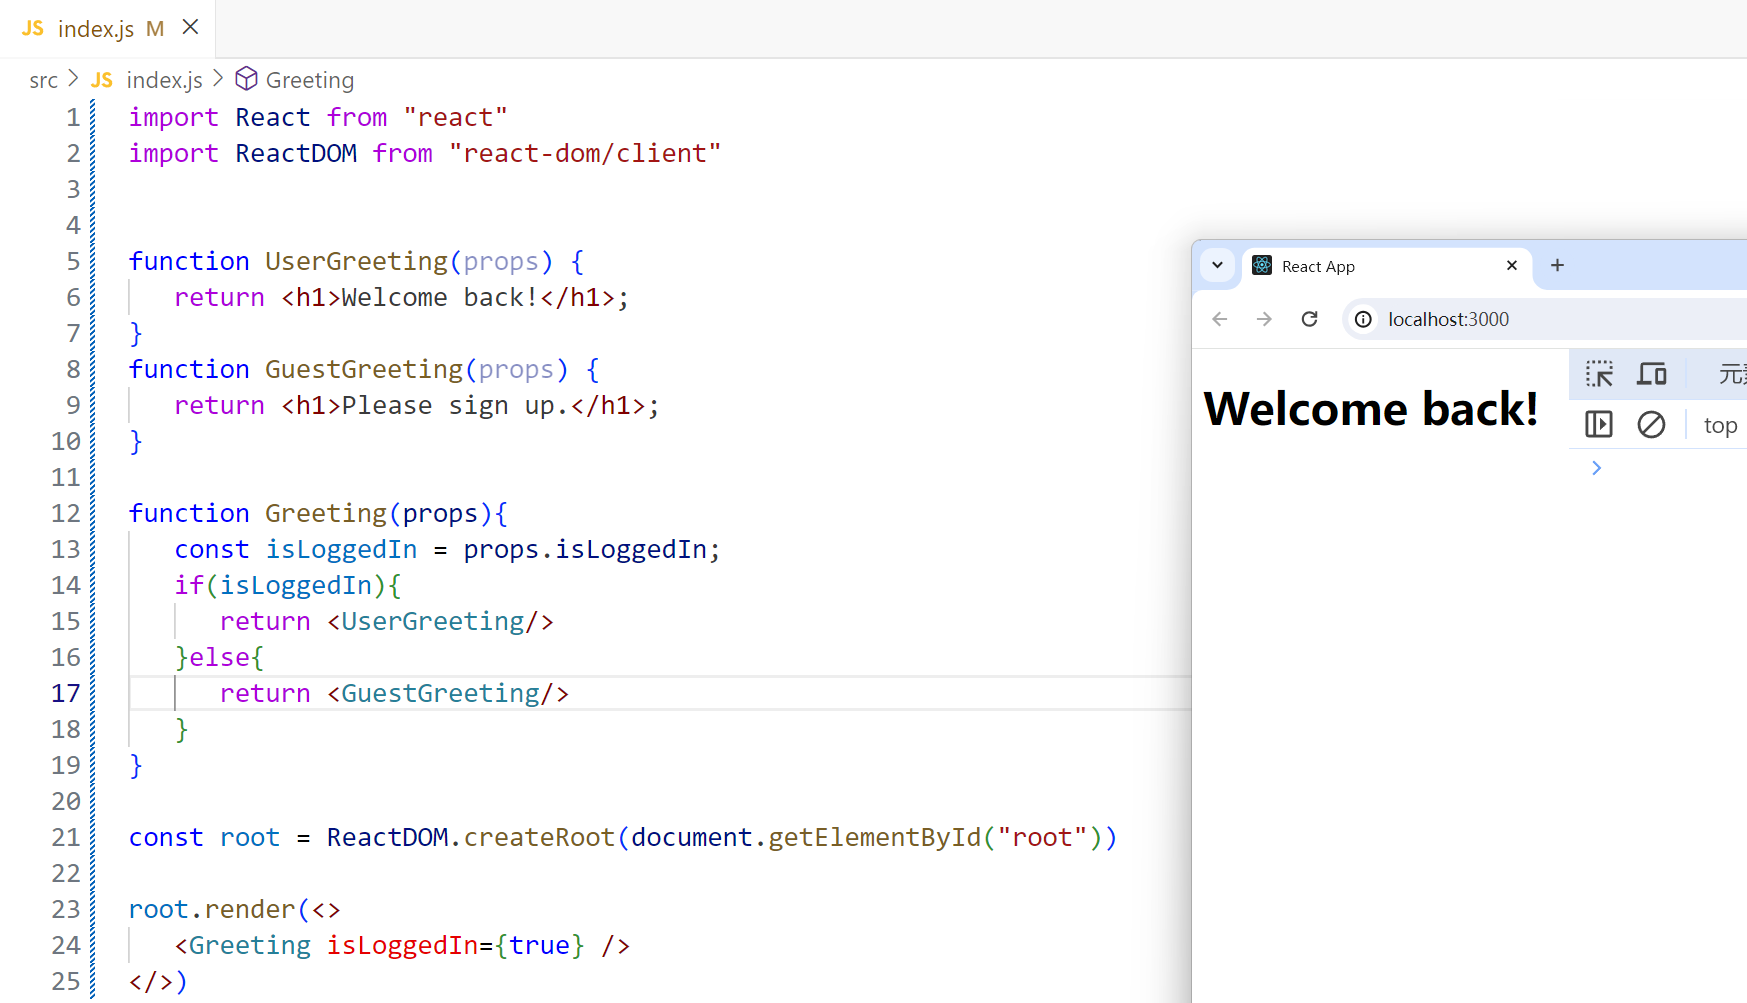 JS index.js M
src > JS index.js > Greeting
1 import React from "react"
2 import ReactDOM from "react-dom/client"
3
4
5 function UserGreeting(props) {
6    return <h1>Welcome back!</h1>;
7 }
8 function GuestGreeting(props) {
9    return <h1>Please sign up.</h1>;
10 }
11
12 function Greeting(props){
13    const isLoggedIn = props.isLoggedIn;
14    if(isLoggedIn){
15       return <UserGreeting/>
16    }else{
17       return <GuestGreeting/>
18    }
19 }
20
21 const root = ReactDOM.createRoot(document.getElementById("root"))
22
23 root.render(<>
24    <Greeting isLoggedIn={true} />
25 </>)
React App
localhost:3000
元
Welcome back!
top